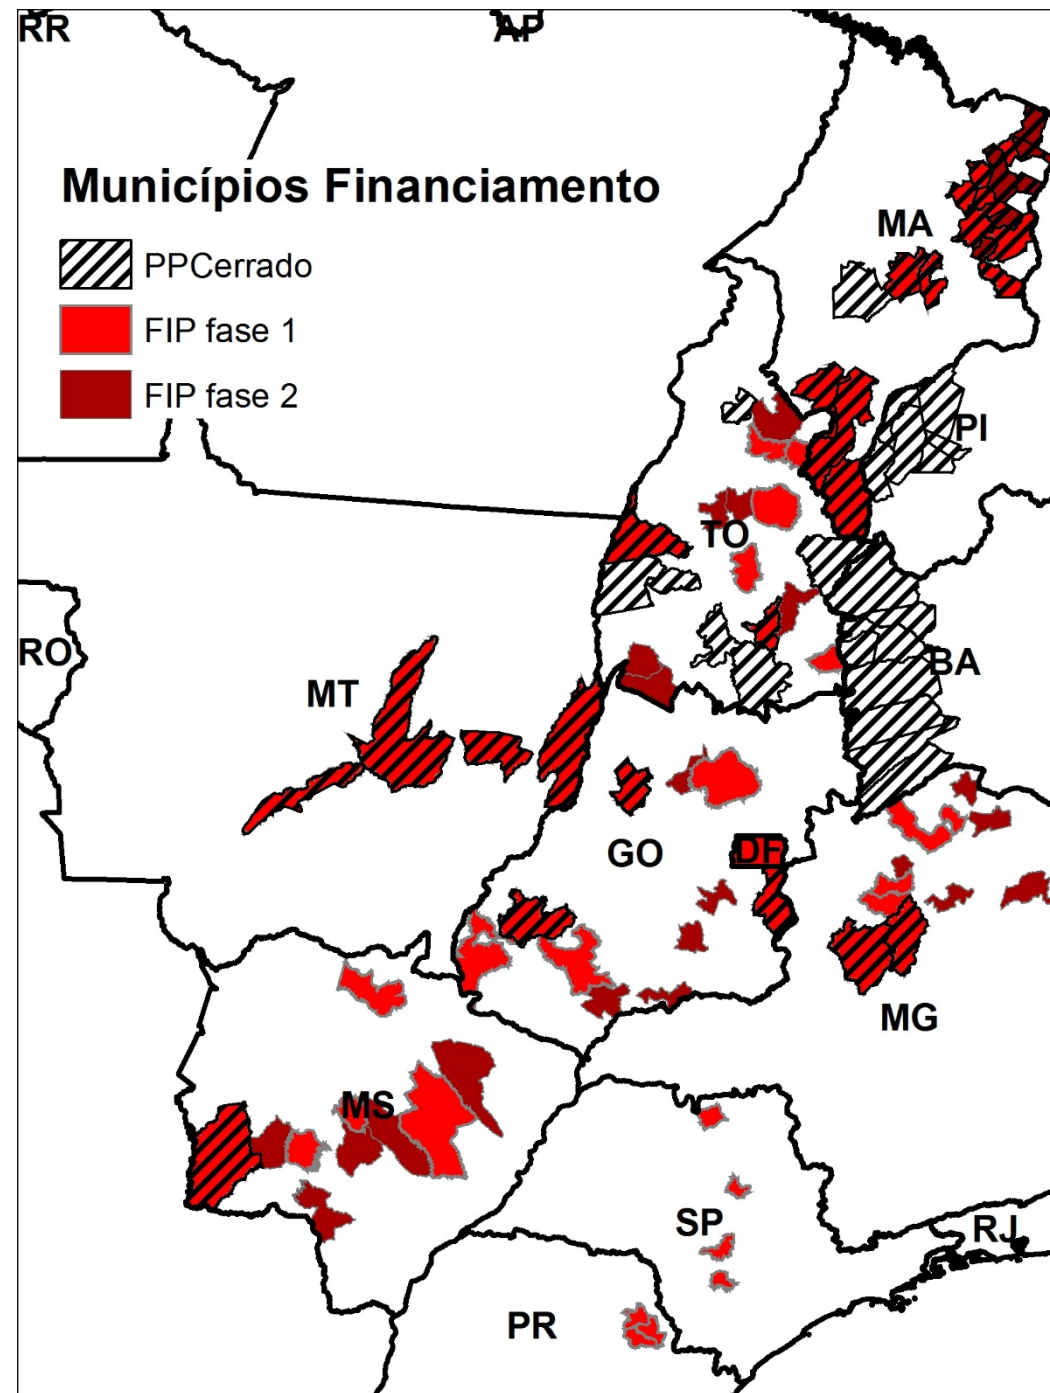 RR
AP
Municípios Financiamento
PPCerrado
FIP fase 1
FIP fase 2
MA
PI
TO
RO
MT
BA
GO
DF
MG
MS
SP
RJ
PR